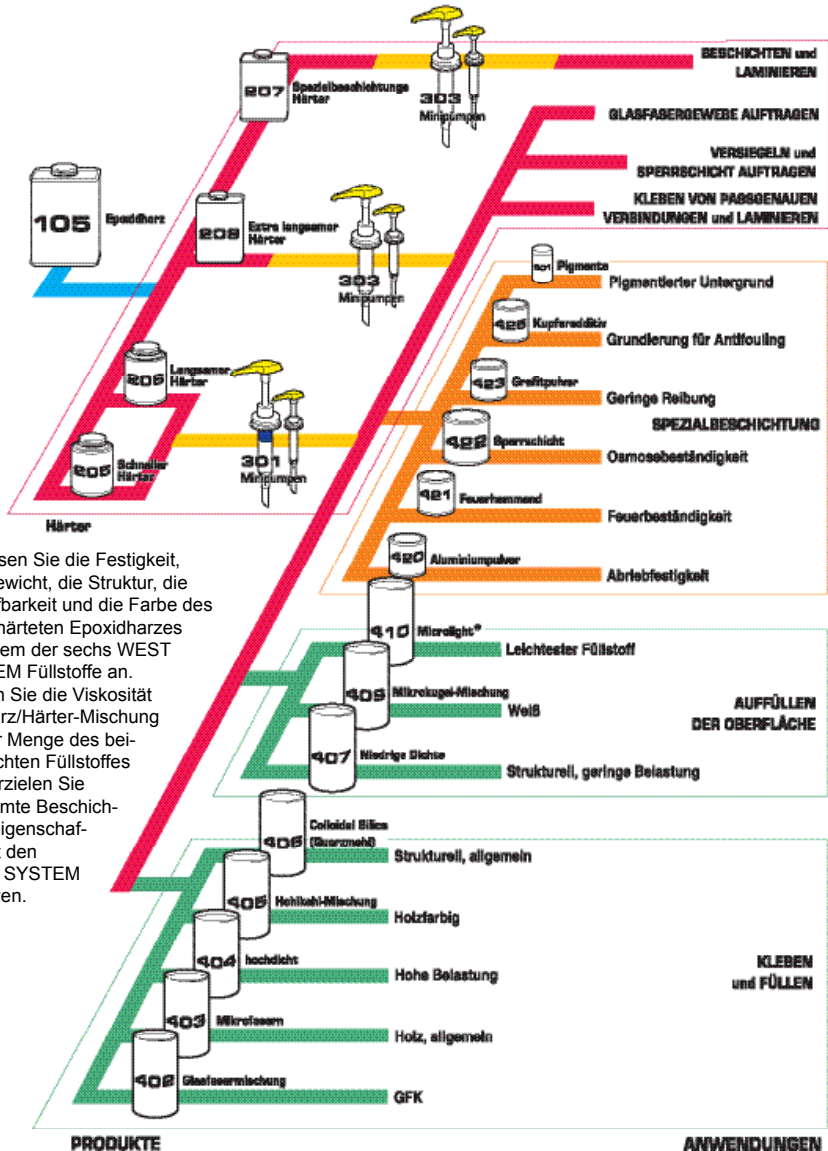 207
Spezialbeschichtungs
Härter
303
Minipumpen
BESCHICHTEN und
LAMINIEREN
GLASFASERGEWEBE AUFTRAGEN
VERSIEGELN und
SPERRSCHICHT AUFTRAGEN
KLEBEN VON PASSGENAUEN
VERBINDUNGEN und LAMINIEREN
105
Epoxidharz
209
Extra langsamer
Härter
303
Minipumpen
206
Langsamer
Härter
205
Schneller
Härter
301
Minipumpen
Härter
501
Pigmente
Pigmentierter Untergrund
425
Kupferadditiv
Grundierung für Antifouling
423
Grafitpulver
Geringe Reibung
SPEZIALBESCHICHTUNG
422
Sperrschicht
Osmosebeständigkeit
421
Feuerhemmend
Feuerbeständigkeit
420
Aluminiumpulver
Abriebfestigkeit
sen Sie die Festigkeit,
ewicht, die Struktur, die
fbarkeit und die Farbe des
härteten Epoxidharzes
em der sechs WEST
EM Füllstoffe an.
n Sie die Viskosität
rz/Härter-Mischung
r Menge des bei-
chten Füllstoffes
rzielen Sie
mte Beschich-
eigenschaf-
t den
SYSTEM
ven.
410
Microlight®
Leichtester Füllstoff
409
Mikrokugel-Mischung
Weiß
407
Niedrige Dichte
Strukturell, geringe Belastung
AUFFÜLLEN
DER OBERFLÄCHE
406
Colloidal Silica
(Quarzmehl)
Strukturell, allgemein
405
Hohlkehl-Mischung
Holzfarbig
404
hochdicht
Hohe Belastung
403
Mikrofasern
Holz, allgemein
402
Glasfasermischung
GFK
KLEBEN
und FÜLLEN
PRODUKTE
ANWENDUNGEN